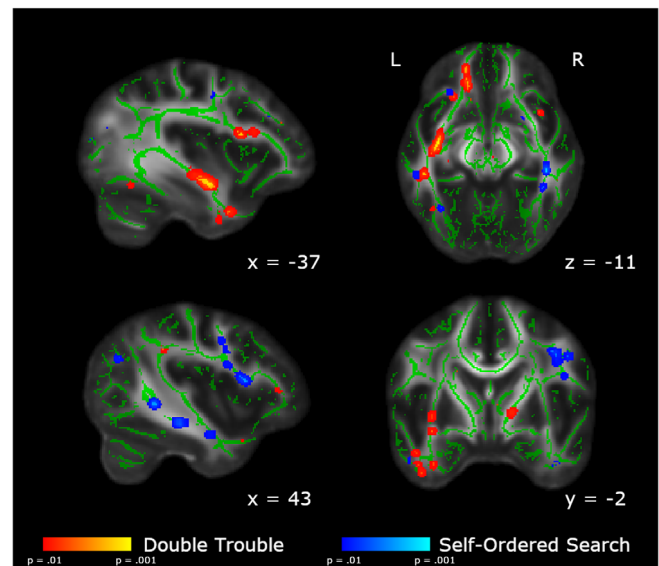 L R
x = -37
z = -11
x = 43
y = -2
Double Trouble
Self-Ordered Search
p = .01 p = .001
p = .01 p = .001